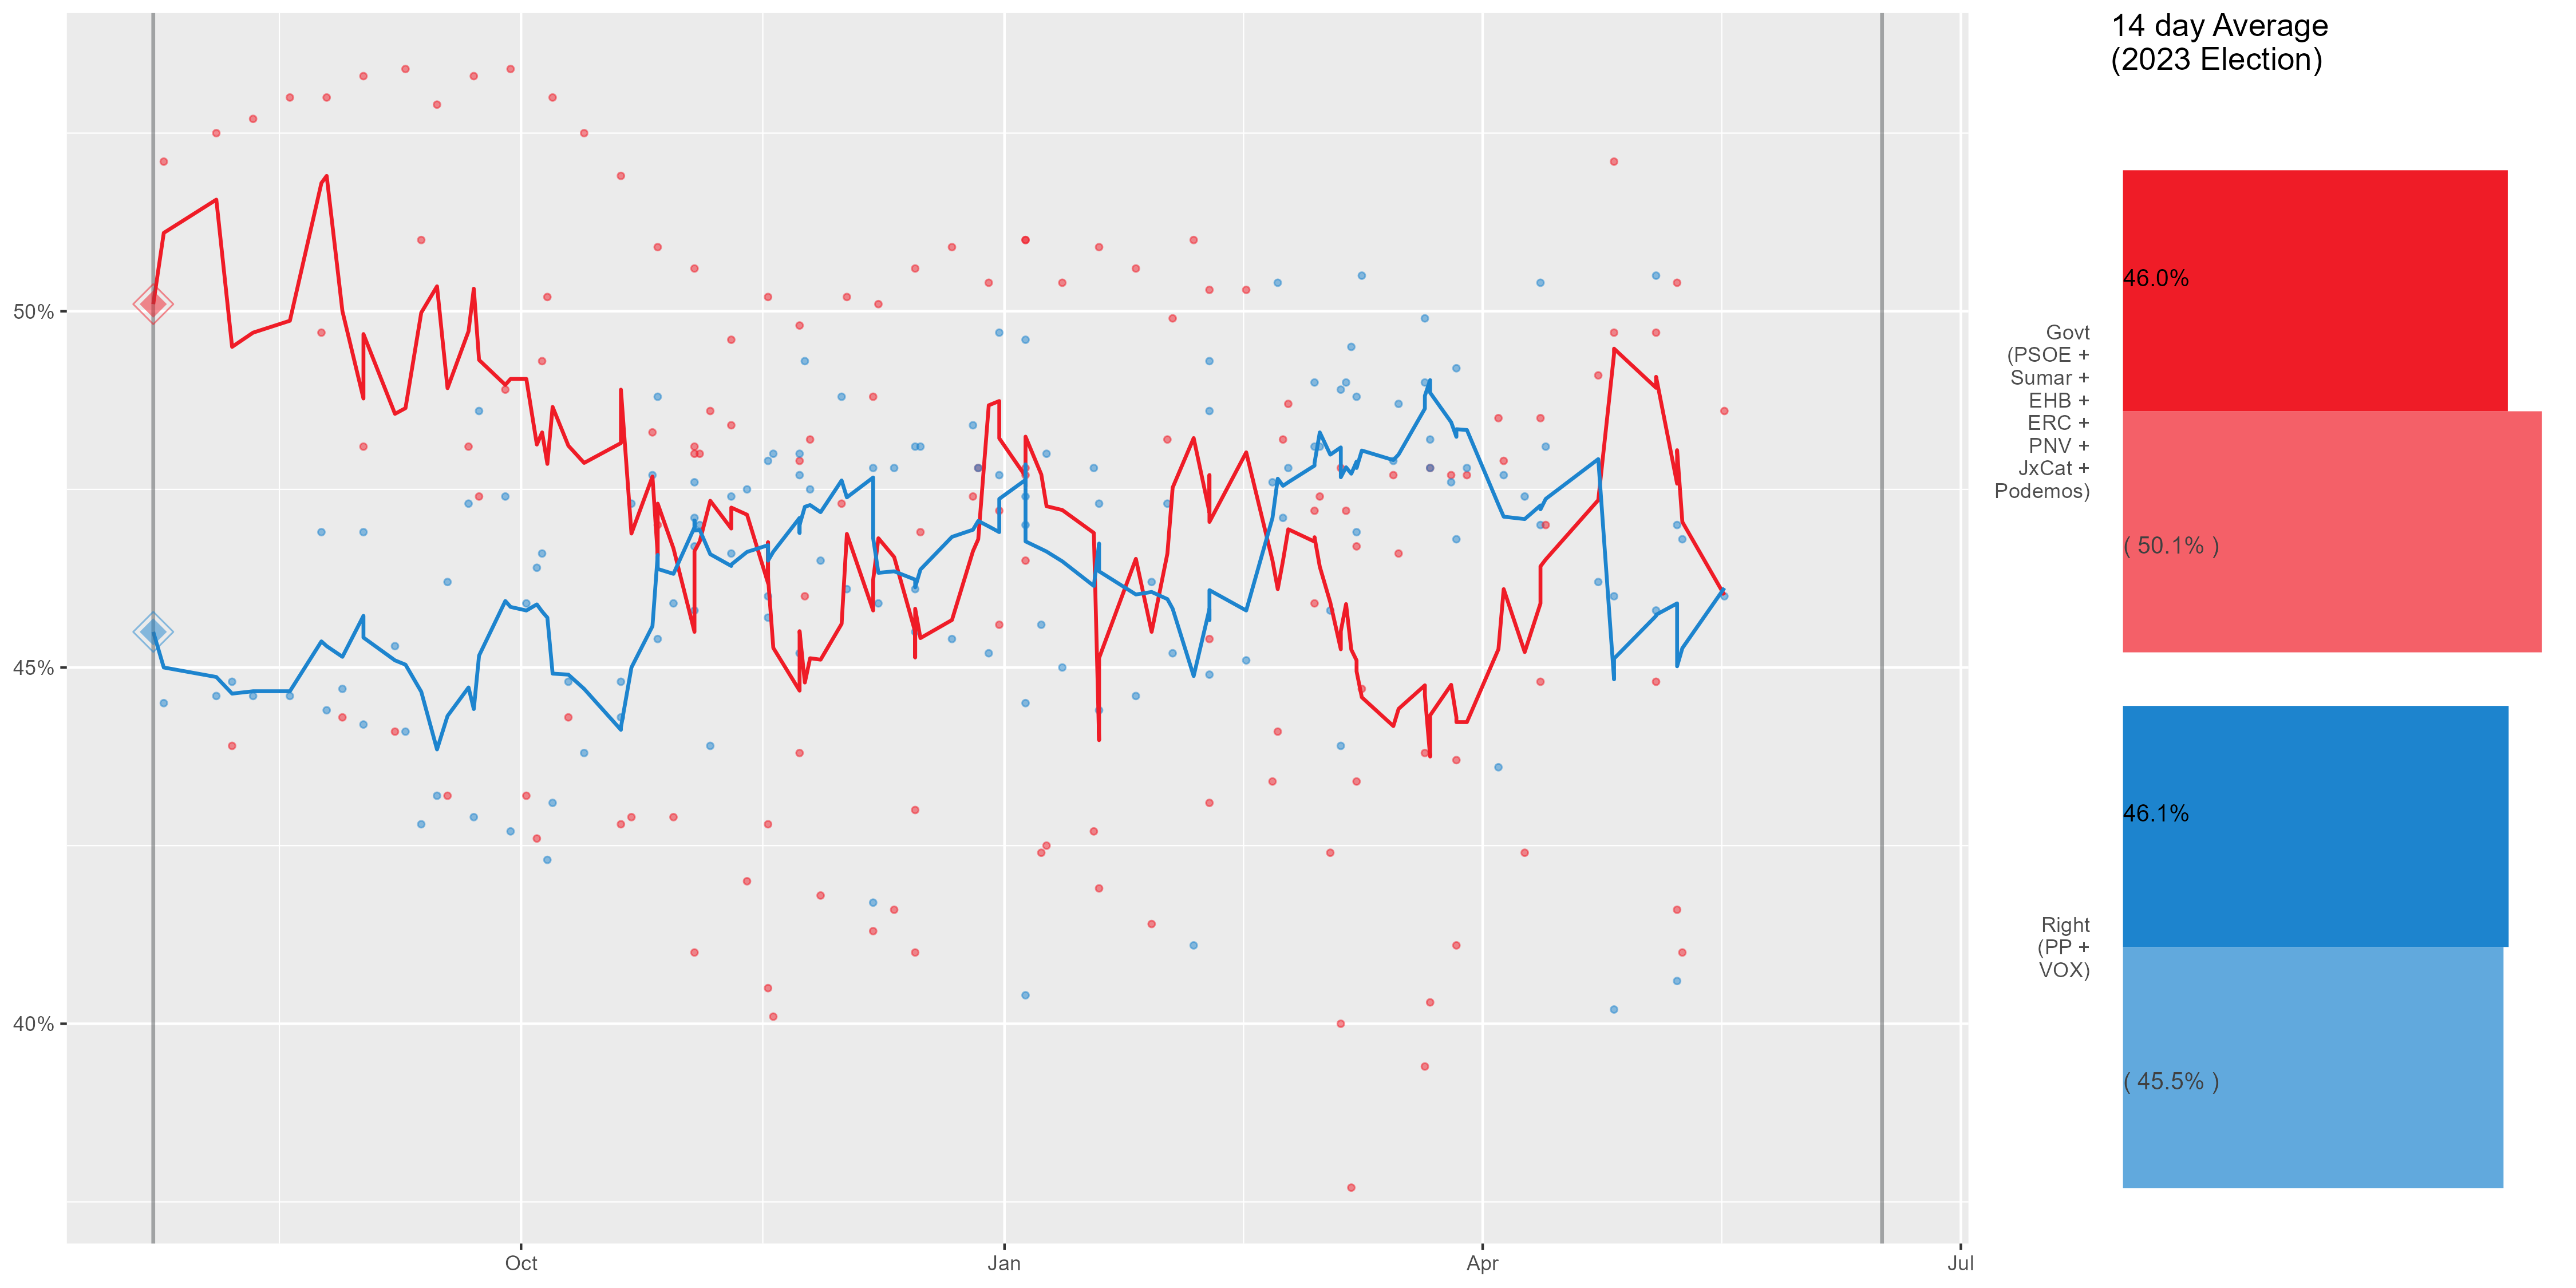 14 day Average
(2023 Election)
50%
45%
40%
Oct
Jan
Apr
Jul
Govt
(PSOE +
Sumar +
EHB +
ERC +
PNV +
JxCat +
Podemos)
46.0%
( 50.1% )
Right
(PP +
VOX)
46.1%
( 45.5% )